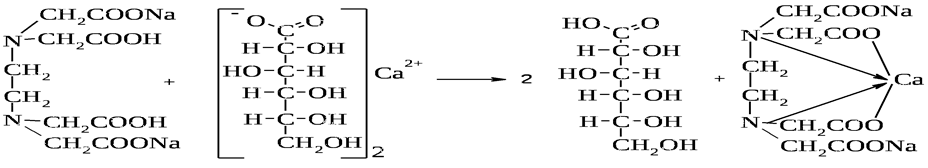 CH₂COONa − CH₂COONa
O C O HO C O
N CH₂COOH H C OH H C OH N CH₂COO
CH₂ HO C H Ca²⁺ HO C H CH₂
+ 2 + Ca
CH₂ H C OH H C OH CH₂
N CH₂COOH H C OH H C OH N CH₂COO
CH₂COONa CH₂OH CH₂OH CH₂COONa
2